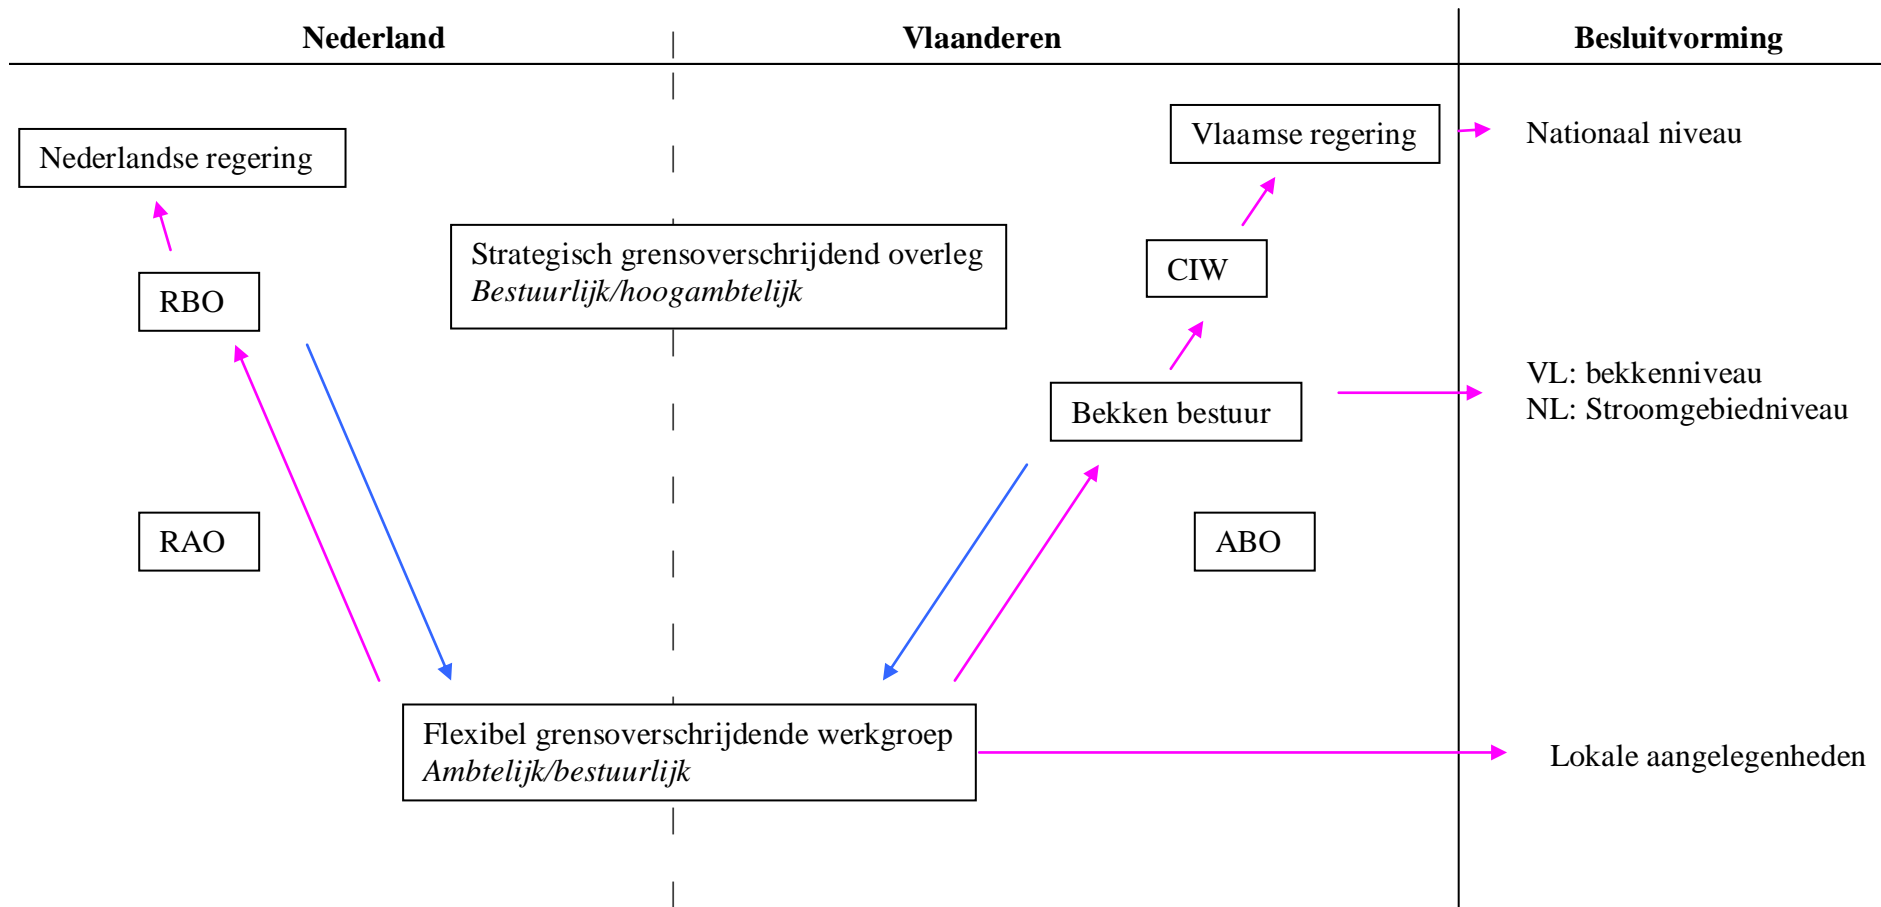 Nederland
Vlaanderen
Besluitvorming
Nederlandse regering
Vlaamse regering
Nationaal niveau
Strategisch grensoverschrijdend overleg
Bestuurlijk/hoogambtelijk
RBO
CIW
Bekken bestuur
VL: bekkenniveau
NL: Stroomgebiedniveau
RAO
ABO
Flexibel grensoverschrijdende werkgroep
Ambtelijk/bestuurlijk
Lokale aangelegenheden